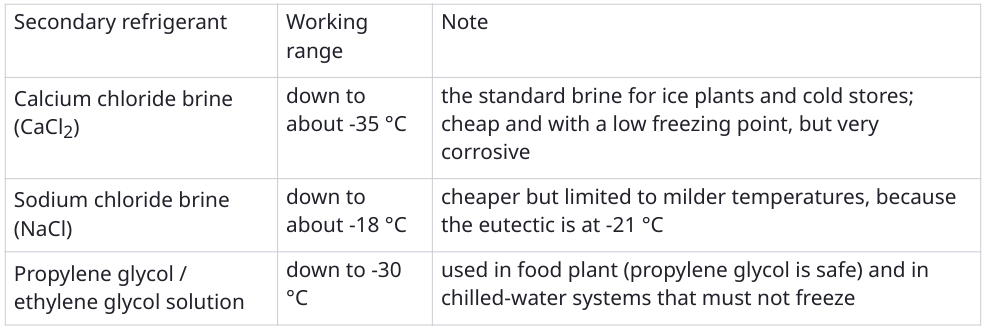 Secondary refrigerant
Working
range
Note
Calcium chloride brine
(CaCl₂)
down to
about -35 °C
the standard brine for ice plants and cold stores;
cheap and with a low freezing point, but very
corrosive
Sodium chloride brine
(NaCl)
down to
about -18 °C
cheaper but limited to milder temperatures, because
the eutectic is at -21 °C
Propylene glycol /
ethylene glycol solution
down to -30
°C
used in food plant (propylene glycol is safe) and in
chilled-water systems that must not freeze